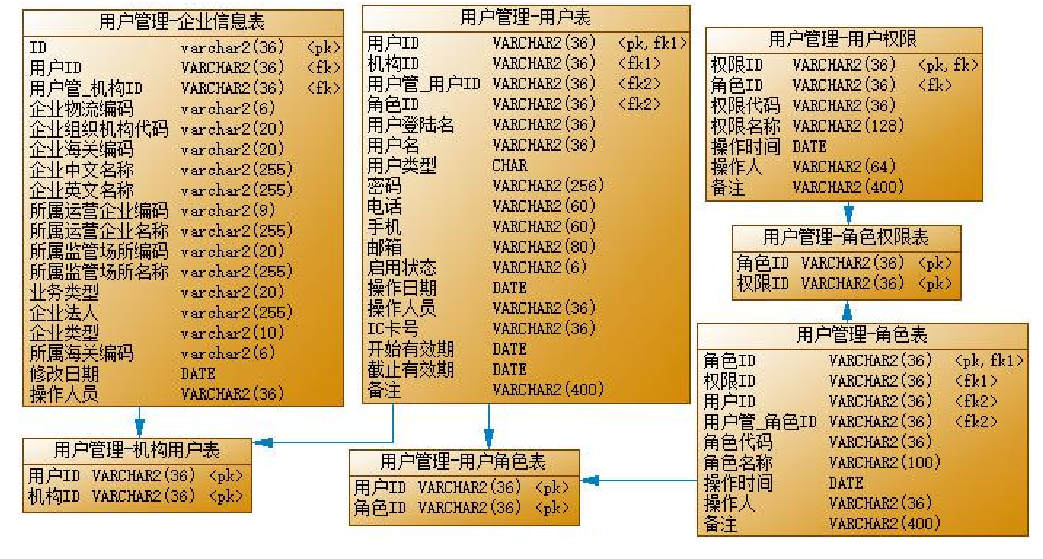 用户管理-企业信息表
ID varchar2(36) <pk>
用户ID VARCHAR2(36) <fk>
用户管_机构ID VARCHAR2(36) <fk>
企业物流编码 varchar2(6)
企业组织机构代码 varchar2(20)
企业海关编码 varchar2(20)
企业中文名称 varchar2(255)
企业英文名称 varchar2(255)
所属运营企业编码 varchar2(9)
所属运营企业名称 varchar2(255)
所属监管场所编码 varchar2(20)
所属监管场所名称 varchar2(255)
业务类型 varchar2(20)
企业法人 varchar2(255)
企业类型 varchar2(10)
所属海关编码 varchar2(6)
修改日期 DATE
操作人员 VARCHAR2(36)
用户管理-用户表
用户ID VARCHAR2(36) <pk,fk1>
机构ID VARCHAR2(36) <fk1>
用户管_用户ID VARCHAR2(36) <fk2>
角色ID VARCHAR2(36) <fk2>
用户登陆名 VARCHAR2(36)
用户名 VARCHAR2(36)
用户类型 CHAR
密码 VARCHAR2(256)
电话 VARCHAR2(60)
手机 VARCHAR2(60)
邮箱 VARCHAR2(80)
启用状态 VARCHAR2(6)
操作日期 DATE
操作人员 VARCHAR2(36)
IC卡号 VARCHAR2(36)
开始有效期 DATE
截止有效期 DATE
备注 VARCHAR2(400)
用户管理-用户权限
权限ID VARCHAR2(36) <pk,fk>
角色ID VARCHAR2(36) <fk>
权限代码 VARCHAR2(36)
权限名称 VARCHAR2(128)
操作时间 DATE
操作人 VARCHAR2(64)
备注 VARCHAR2(400)
用户管理-角色权限表
角色ID VARCHAR2(36) <pk>
权限ID VARCHAR2(36) <pk>
用户管理-角色表
角色ID VARCHAR2(36) <pk,fk1>
权限ID VARCHAR2(36) <fk1>
用户ID VARCHAR2(36) <fk2>
用户管_角色ID VARCHAR2(36) <fk2>
角色代码 VARCHAR2(36)
角色名称 VARCHAR2(100)
操作时间 DATE
操作人 VARCHAR2(36)
备注 VARCHAR2(400)
用户管理-机构用户表
用户ID VARCHAR2(36) <pk>
机构ID VARCHAR2(36) <pk>
用户管理-用户角色表
用户ID VARCHAR2(36) <pk>
角色ID VARCHAR2(36) <pk>